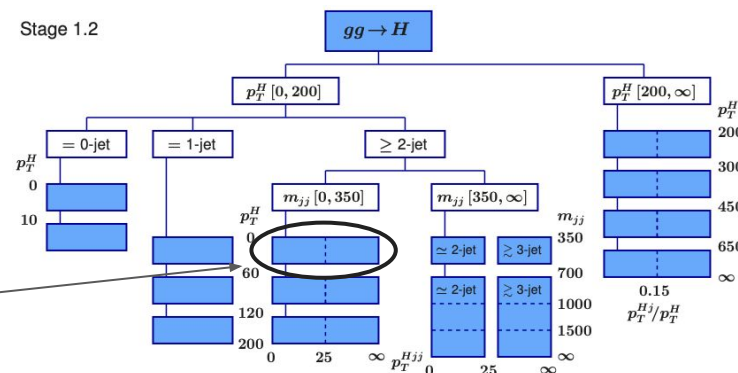 Stage 1.2
gg → H
p_T^H [0, 200]
p_T^H [200, ∞]
= 0-jet
= 1-jet
≥ 2-jet
p_T^H
0
10
m_jj [0, 350]
m_jj [350, ∞]
p_T^H
0
60
120
200
0
25
∞
m_jj
350
700
1000
1500
∞
≃ 2-jet
≳ 3-jet
≃ 2-jet
≳ 3-jet
p_T^Hjj
0
25
∞
p_T^H
200
300
450
650
∞
0.15
p_T^Hj/p_T^H